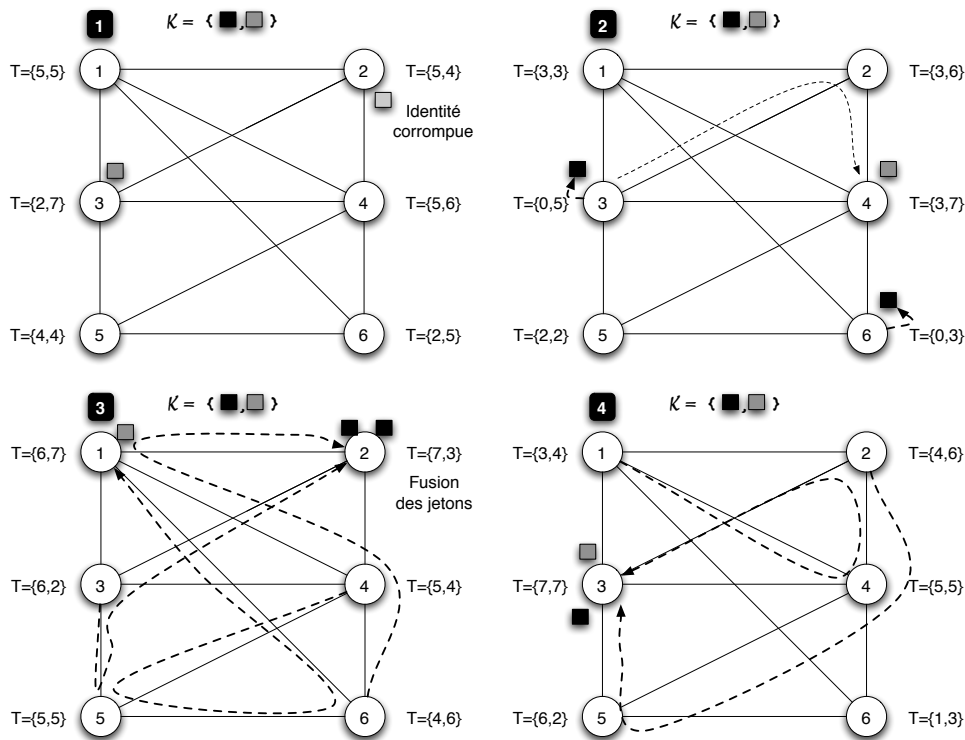 1 K = { , }
T={5,5} 1 2 T={5,4}
Identité
corrompue
T={2,7} 3 4 T={5,6}
T={4,4} 5 6 T={2,5}
2 K = { , }
T={3,3} 1 2 T={3,6}
T={0,5} 3 4 T={3,7}
T={2,2} 5 6 T={0,3}
3 K = { , }
T={6,7} 1 2 T={7,3}
Fusion
des jetons
T={6,2} 3 4 T={5,4}
T={5,5} 5 6 T={4,6}
4 K = { , }
T={3,4} 1 2 T={4,6}
T={7,7} 3 4 T={5,5}
T={6,2} 5 6 T={1,3}